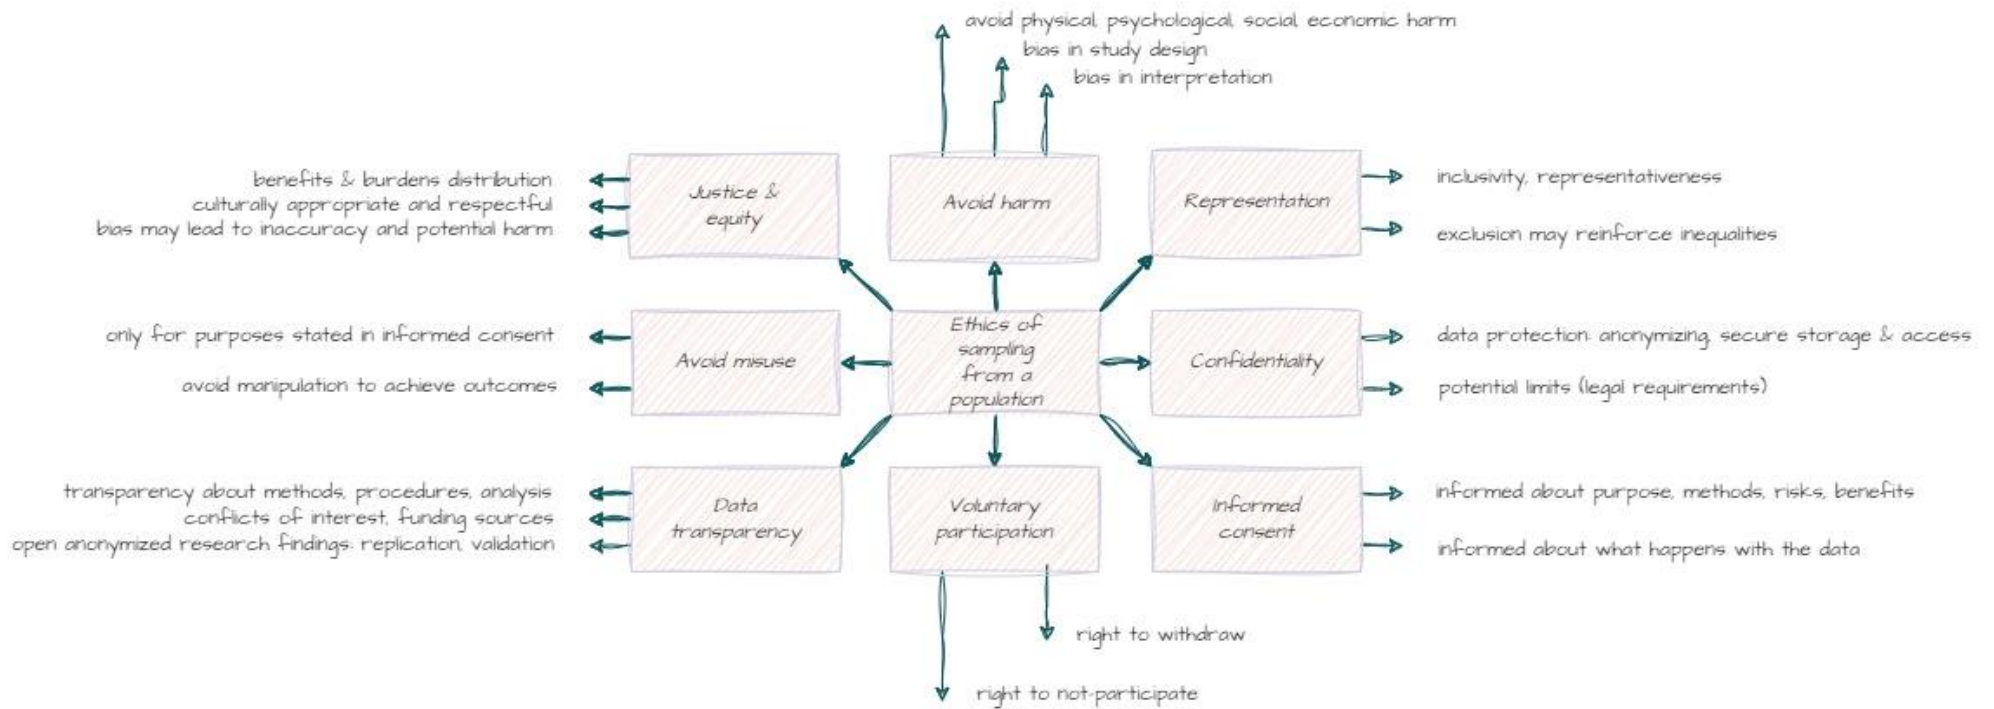 avoid physical, psychological, social, economic harm
bias in study design
bias in interpretation
benefits & burdens distribution
culturally appropriate and respectful
bias may lead to inaccuracy and potential harm
Justice &
equity
Avoid harm
Representation
inclusivity, representativeness
exclusion may reinforce inequalities
only for purposes stated in informed consent
avoid manipulation to achieve outcomes
Avoid misuse
Ethics of
sampling
from a
population
Confidentiality
data protection: anonymizing, secure storage & access
potential limits (legal requirements)
transparency about methods, procedures, analysis
conflicts of interest, funding sources
open anonymized research findings: replication, validation
Data
transparency
Voluntary
participation
Informed
consent
informed about purpose, methods, risks, benefits
informed about what happens with the data
right to withdraw
right to not-participate